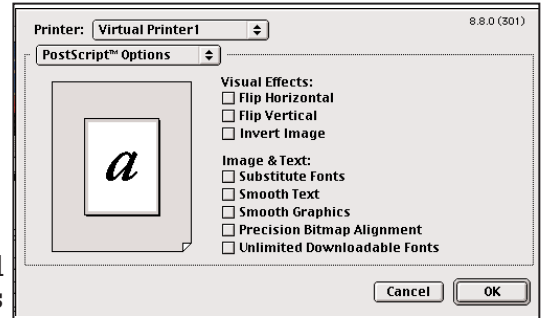 8.8.0 (301)
Printer: Virtual Printer1
PostScript™ Options
Visual Effects:
Flip Horizontal
Flip Vertical
Invert Image
a
Image & Text:
Substitute Fonts
Smooth Text
Smooth Graphics
Precision Bitmap Alignment
Unlimited Downloadable Fonts
Cancel OK